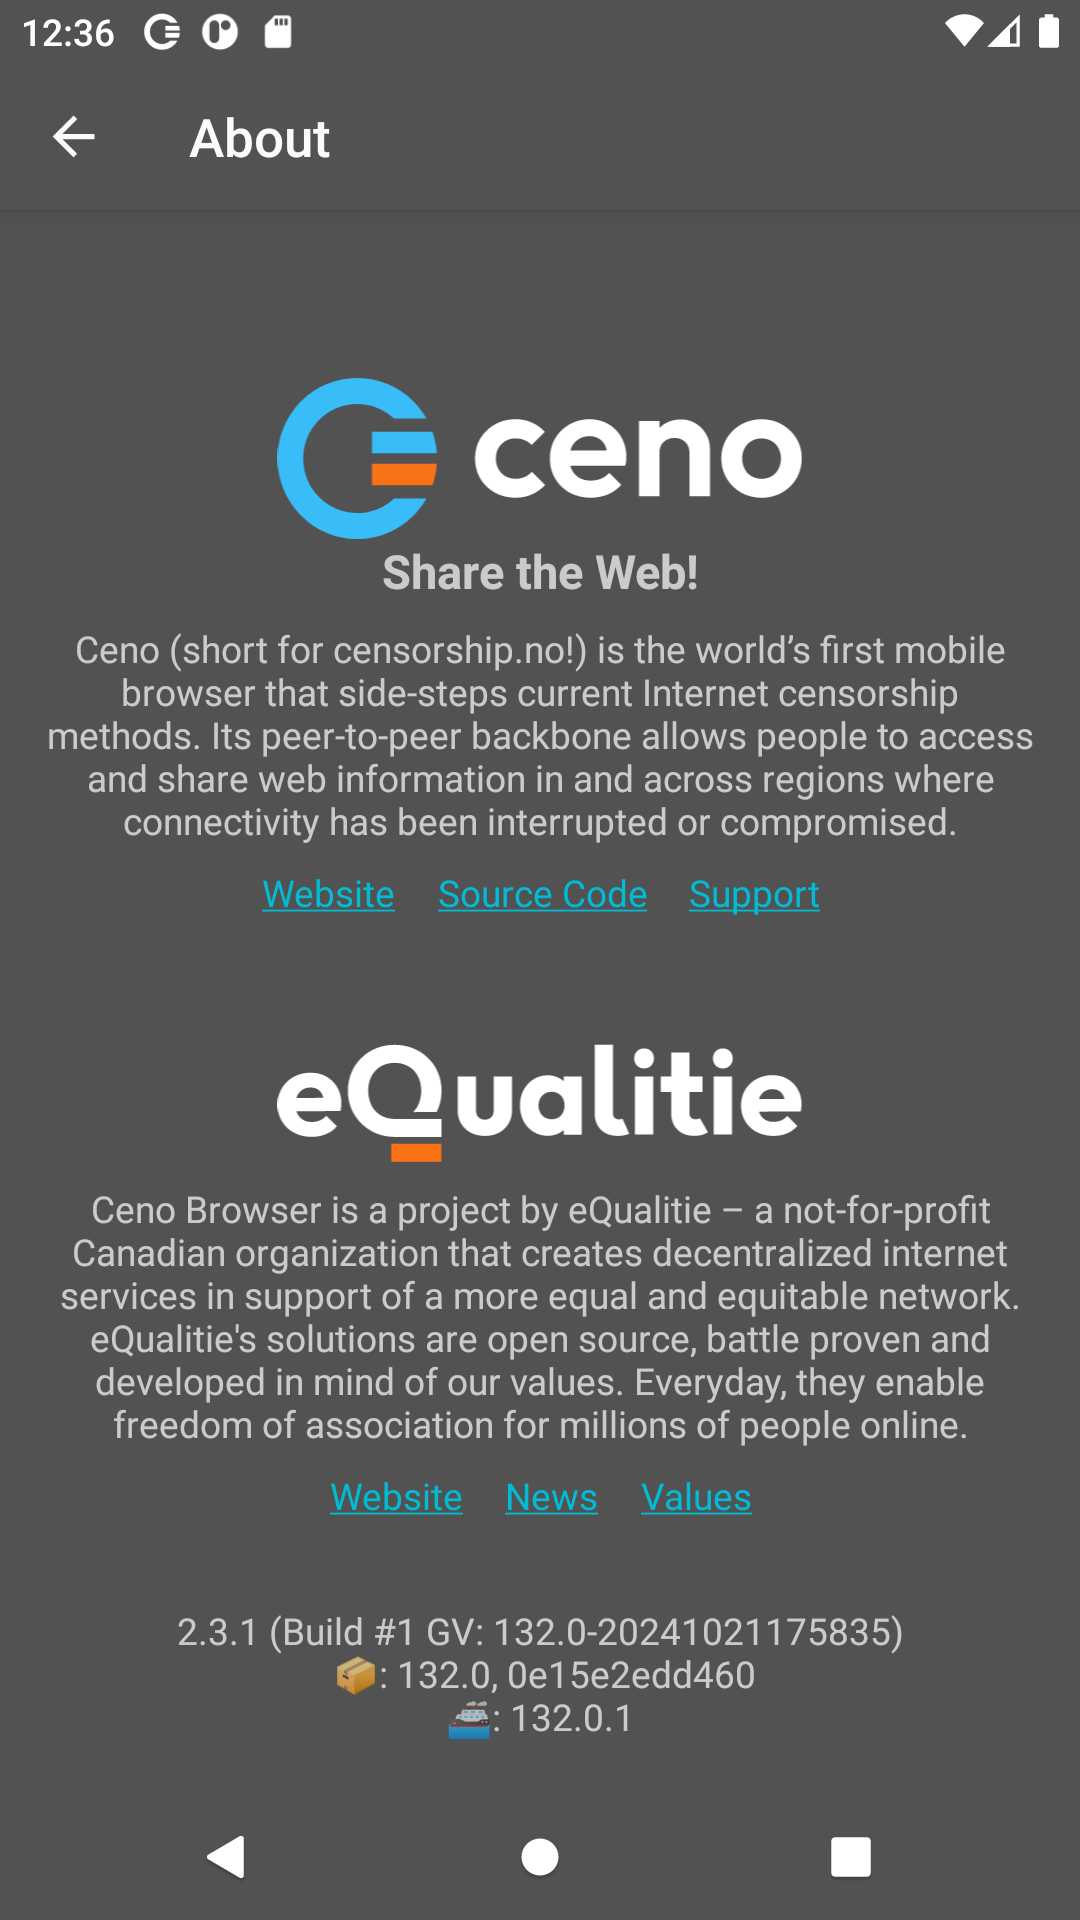 12:36
About
ceno
Share the Web!
Ceno (short for censorship.no!) is the world’s first mobile
browser that side-steps current Internet censorship
methods. Its peer-to-peer backbone allows people to access
and share web information in and across regions where
connectivity has been interrupted or compromised.
Website Source Code Support
eQualitie
Ceno Browser is a project by eQualitie – a not-for-profit
Canadian organization that creates decentralized internet
services in support of a more equal and equitable network.
eQualitie's solutions are open source, battle proven and
developed in mind of our values. Everyday, they enable
freedom of association for millions of people online.
Website News Values
2.3.1 (Build #1 GV: 132.0-20241021175835)
📦: 132.0, 0e15e2edd460
🚢: 132.0.1